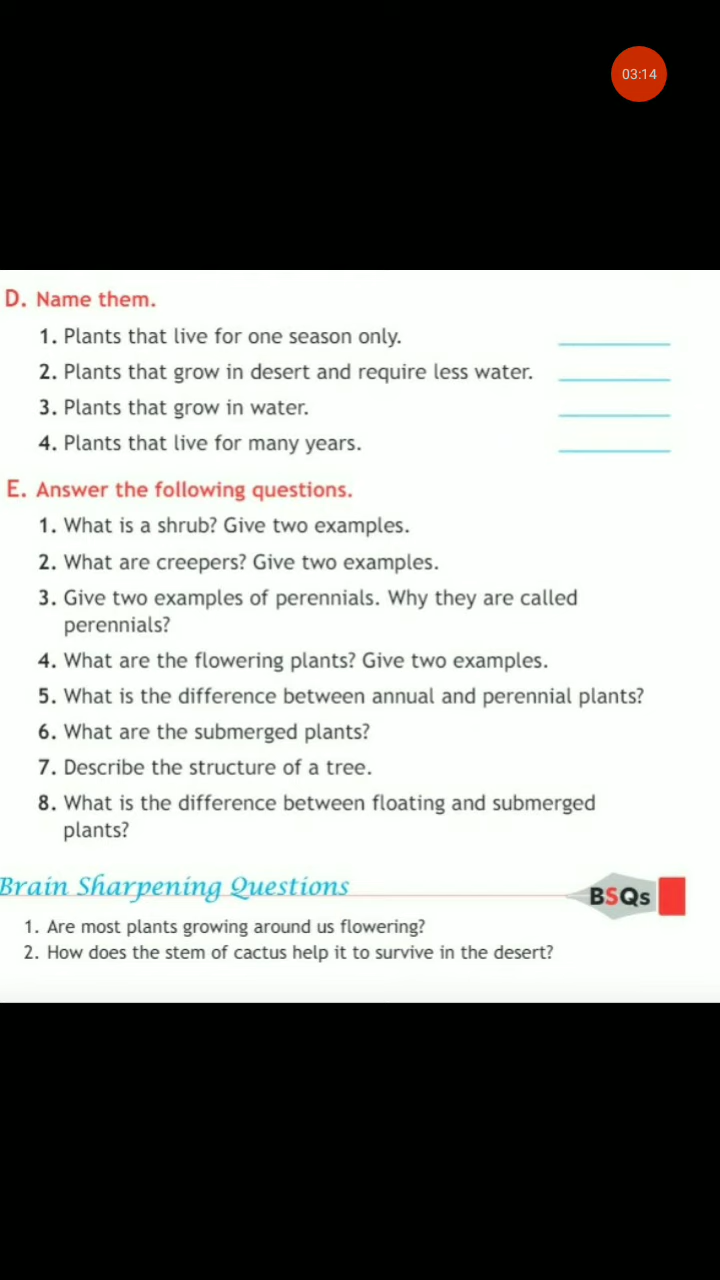 03:14
D. Name them.
1. Plants that live for one season only.
2. Plants that grow in desert and require less water.
3. Plants that grow in water.
4. Plants that live for many years.
E. Answer the following questions.
1. What is a shrub? Give two examples.
2. What are creepers? Give two examples.
3. Give two examples of perennials. Why they are called
perennials?
4. What are the flowering plants? Give two examples.
5. What is the difference between annual and perennial plants?
6. What are the submerged plants?
7. Describe the structure of a tree.
8. What is the difference between floating and submerged
plants?
Brain Sharpening Questions
BSQs
1. Are most plants growing around us flowering?
2. How does the stem of cactus help it to survive in the desert?